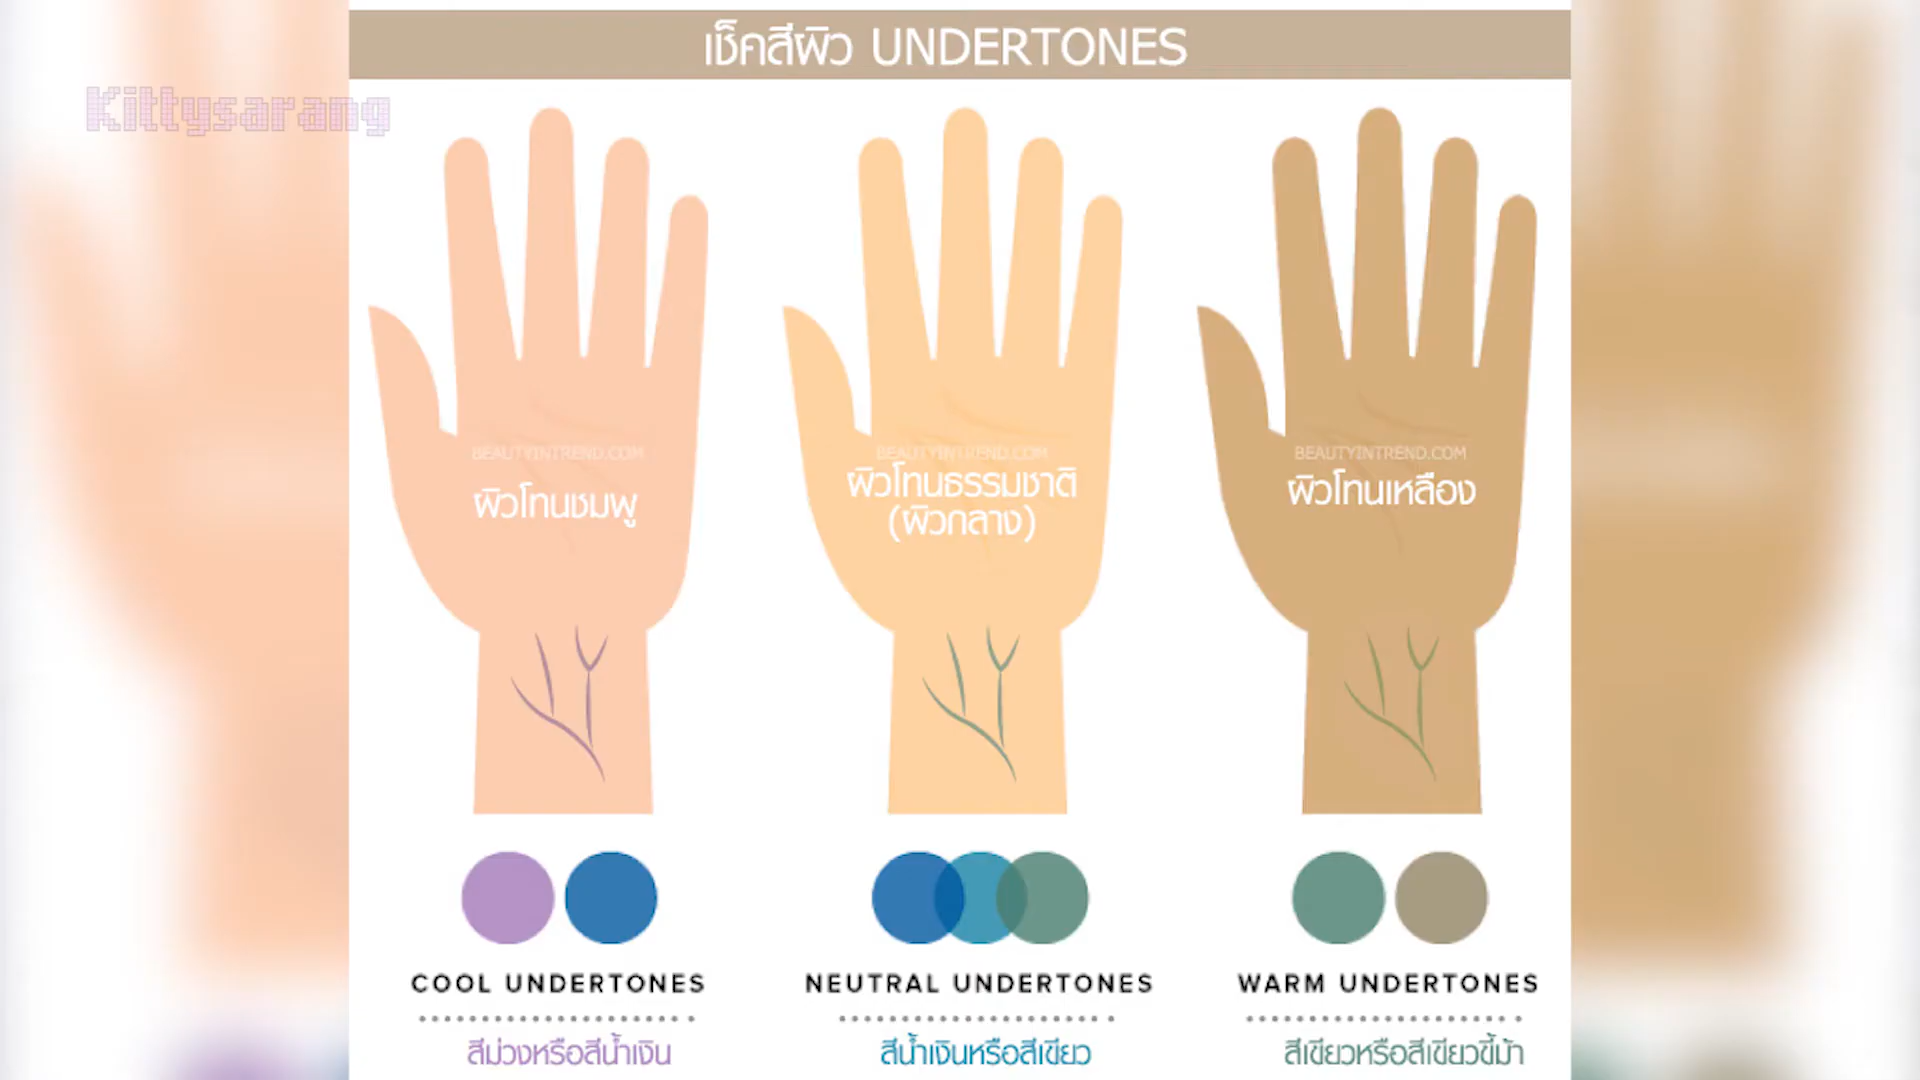 เช็คสีผิว UNDERTONES
Kittysarang
BEAUTYINTREND.COM
ผิวโทนชมพู
BEAUTYINTREND.COM
ผิวโทนธรรมชาติ
(ผิวกลาง)
BEAUTYINTREND.COM
ผิวโทนเหลือง
COOL UNDERTONES
สีม่วงหรือสีน้ำเงิน
NEUTRAL UNDERTONES
สีน้ำเงินหรือสีเขียว
WARM UNDERTONES
สีเขียวหรือสีเขียวขี้ม้า